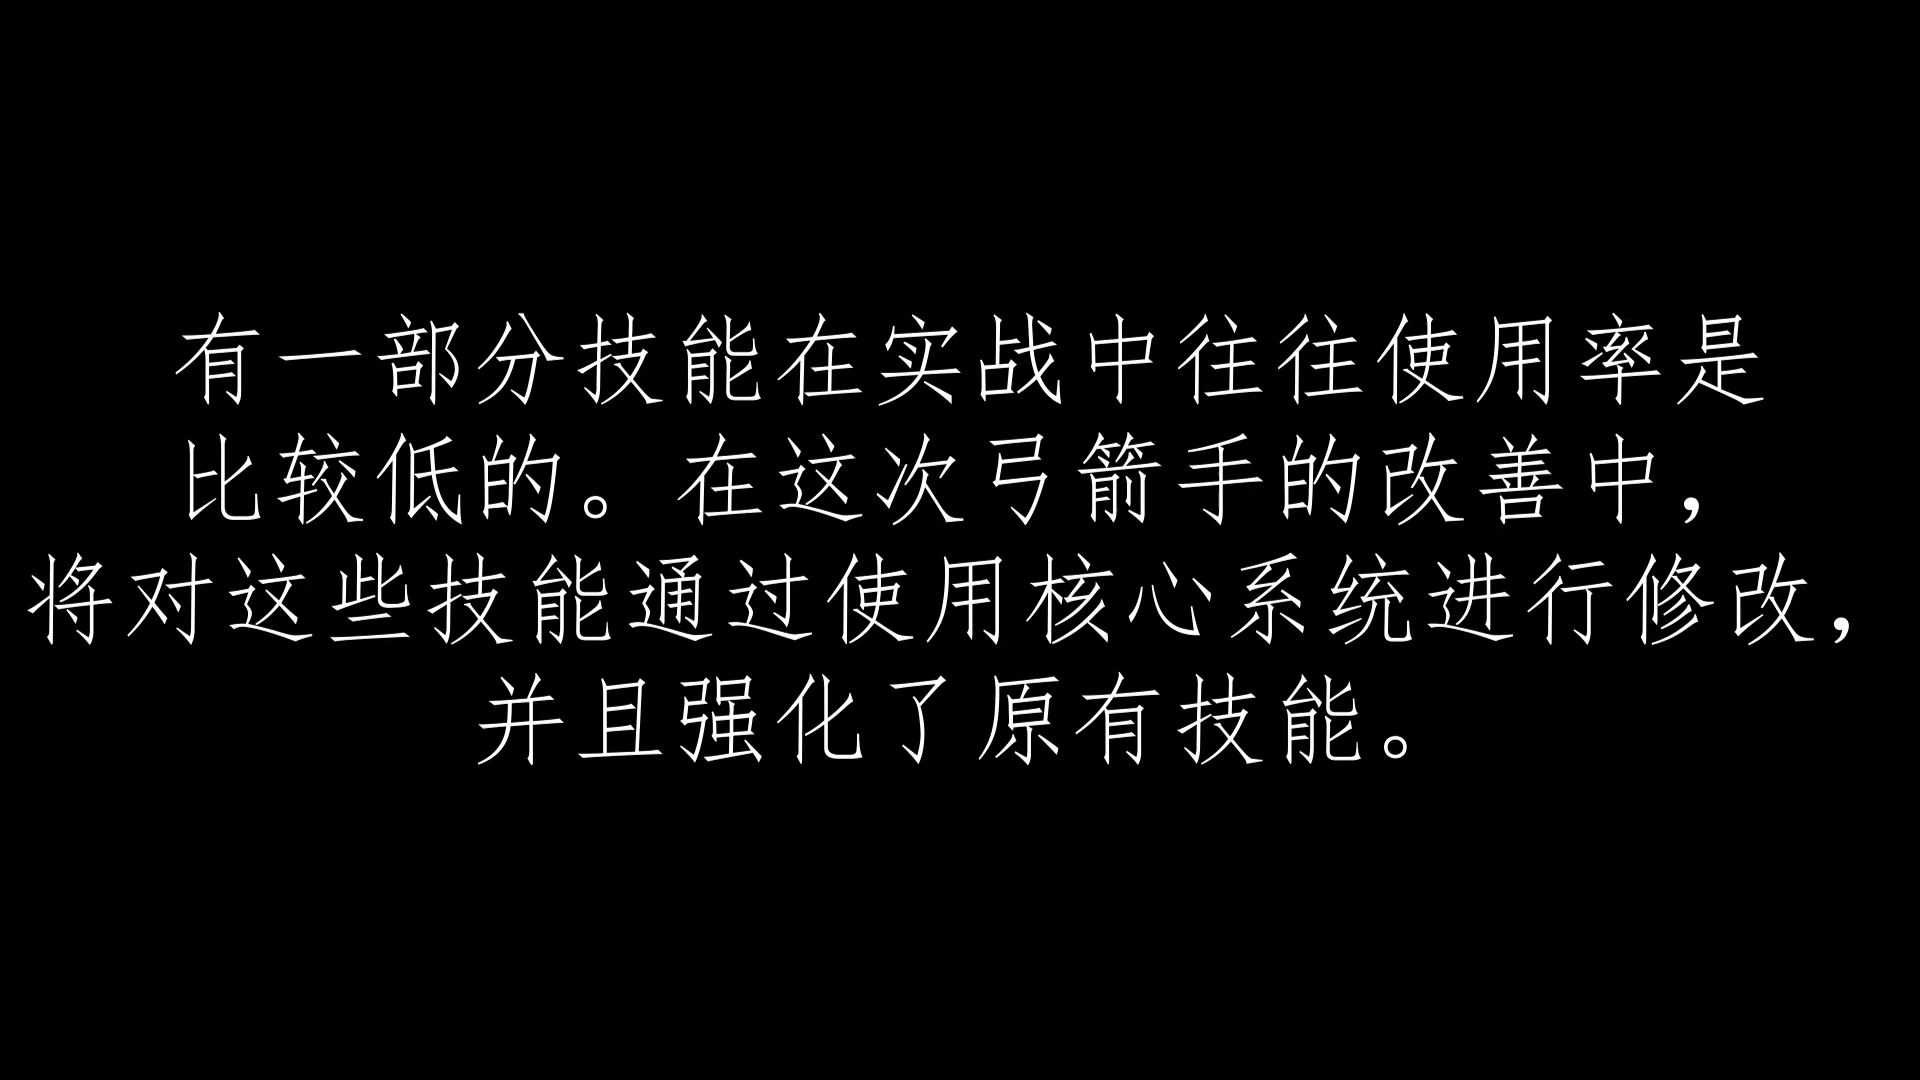 有一部分技能在实战中往往使用率是
比较低的。在这次弓箭手的改善中，
将对这些技能通过使用核心系统进行修改，
并且强化了原有技能。